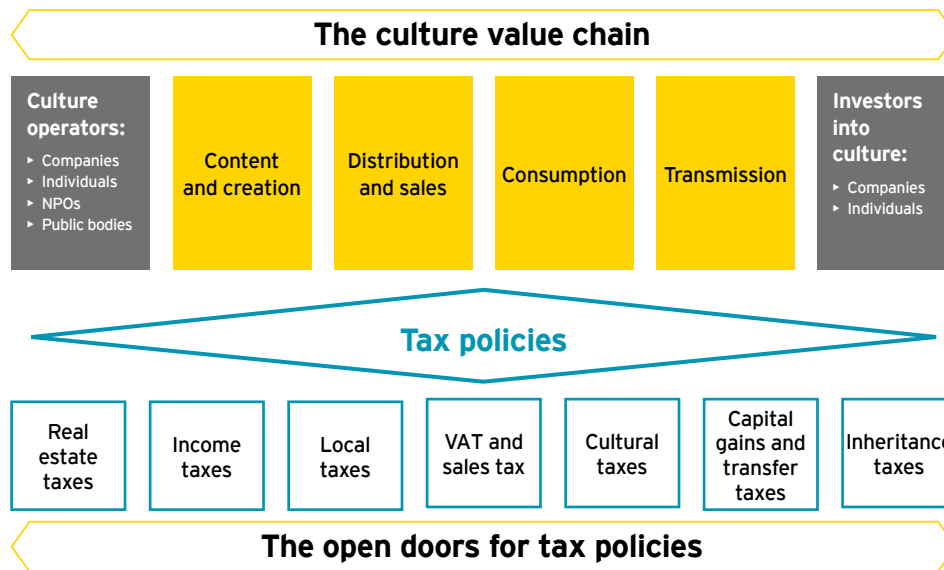 The culture value chain
Culture
operators:
▸ Companies
▸ Individuals
▸ NPOs
▸ Public bodies
Content
and creation
Distribution
and sales
Consumption
Transmission
Investors
into
culture:
▸ Companies
▸ Individuals
Tax policies
Real
estate
taxes
Income
taxes
Local
taxes
VAT and
sales tax
Cultural
taxes
Capital
gains and
transfer
taxes
Inheritance
taxes
The open doors for tax policies